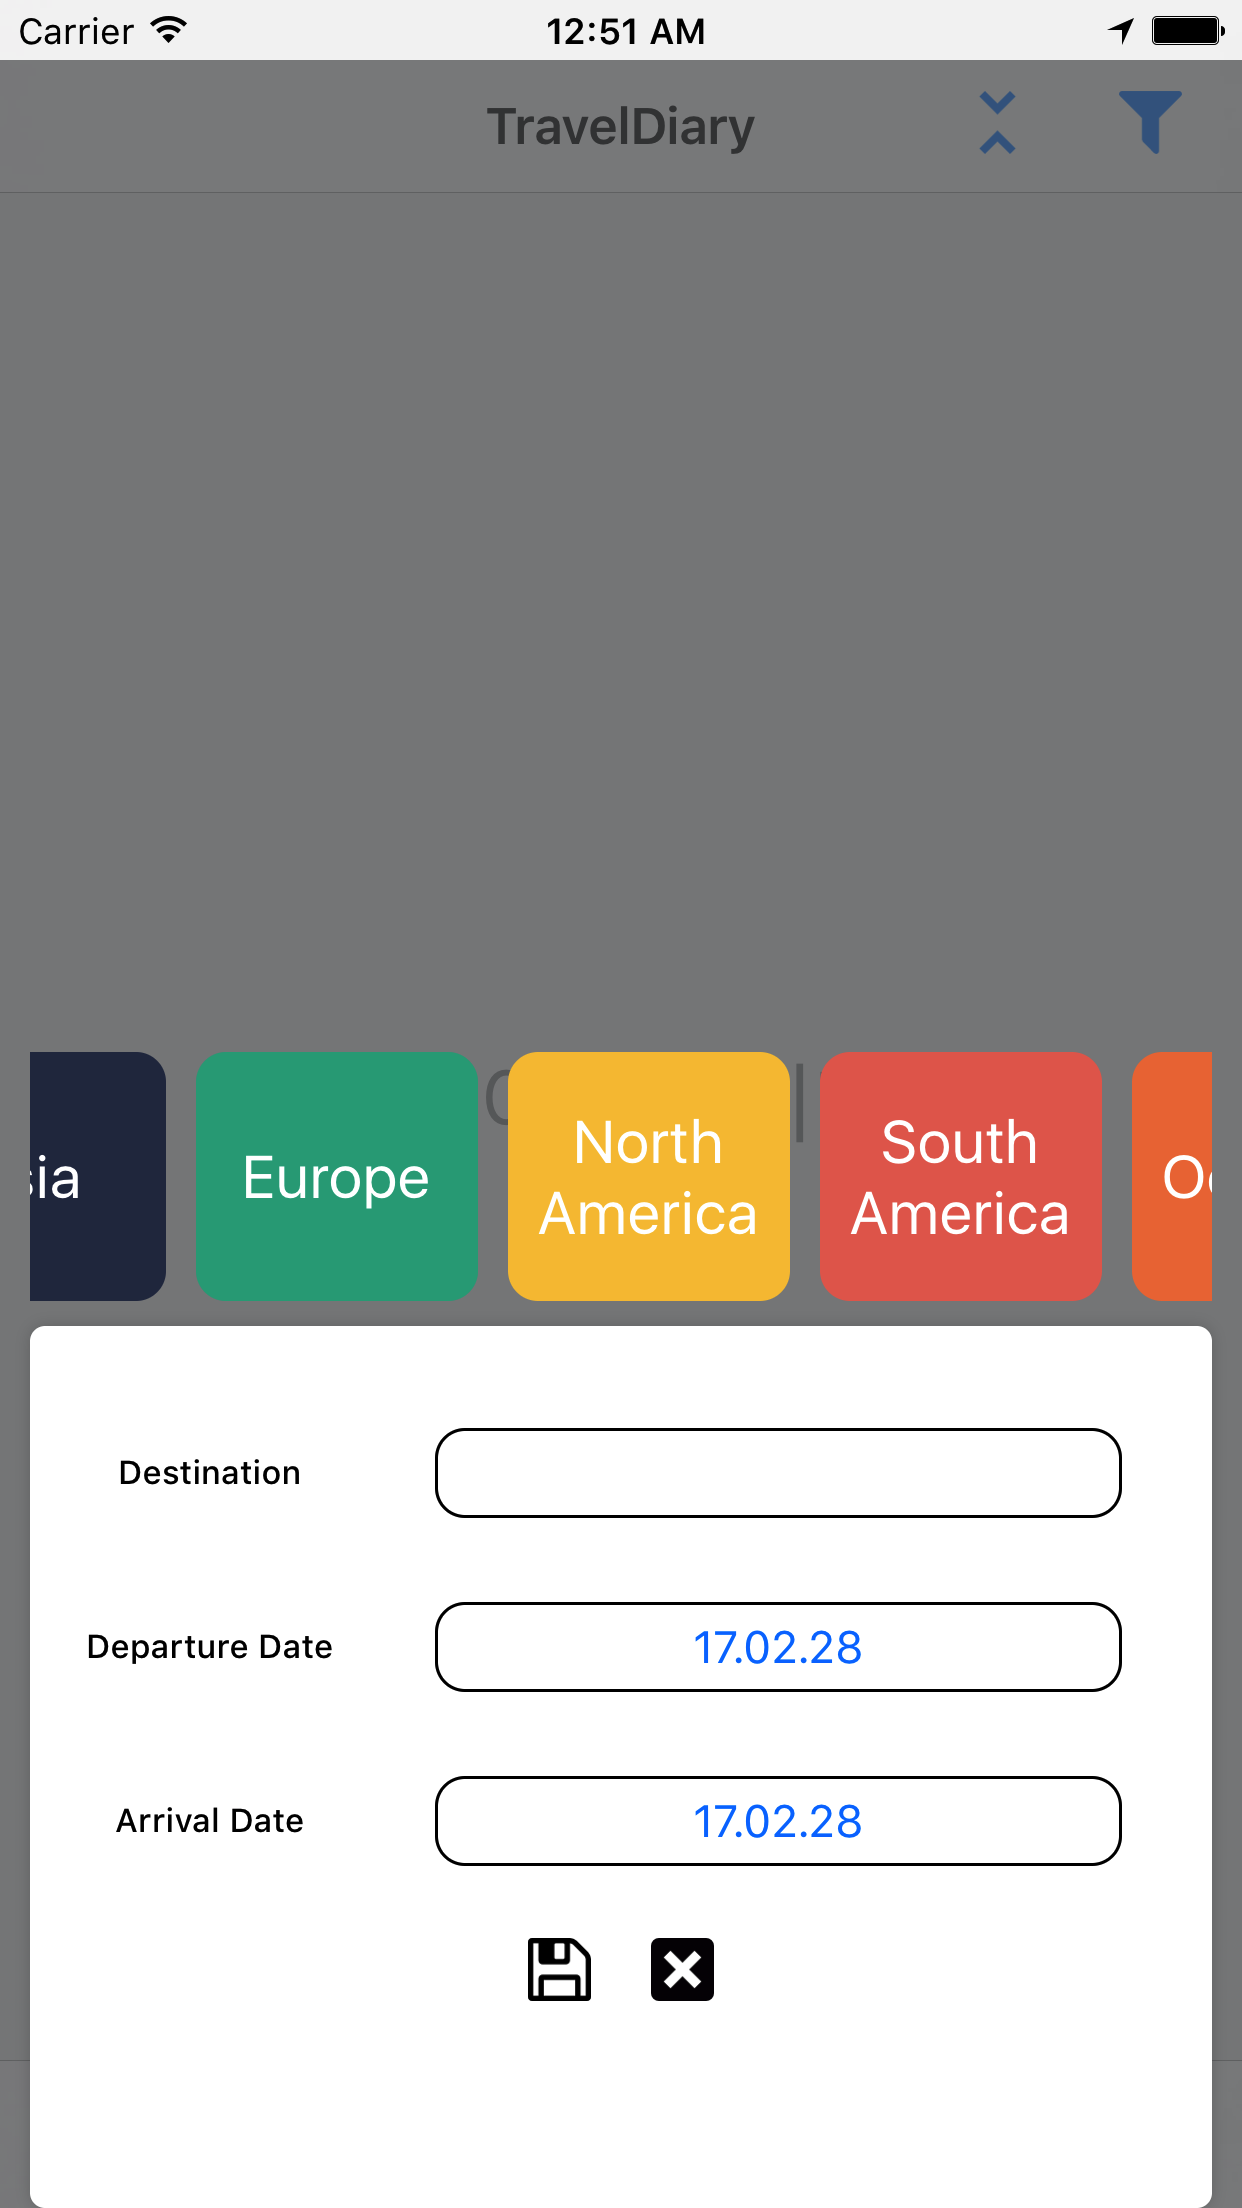 Carrier 12:51 AM
TravelDiary
sia
Europe
North
America
South
America
Destination
Departure Date
17.02.28
Arrival Date
17.02.28